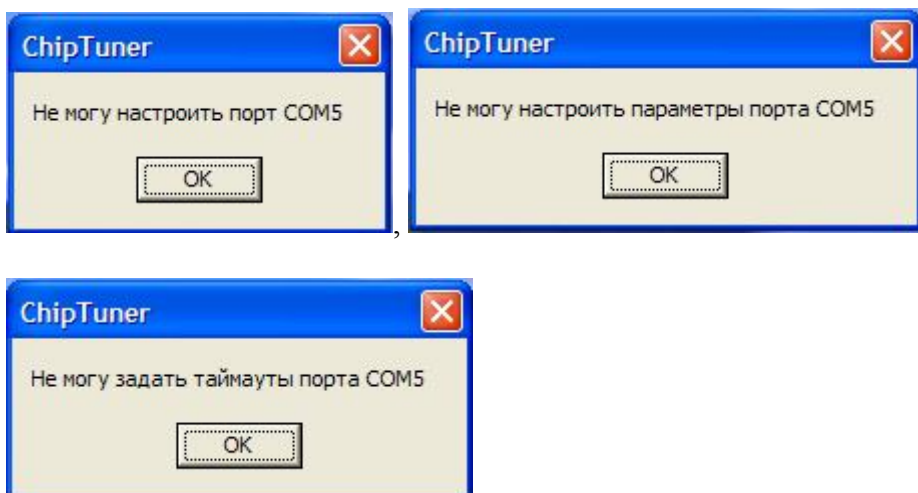 ChipTuner
Не могу настроить порт COM5
OK
,
ChipTuner
Не могу настроить параметры порта COM5
OK
ChipTuner
Не могу задать таймауты порта COM5
OK